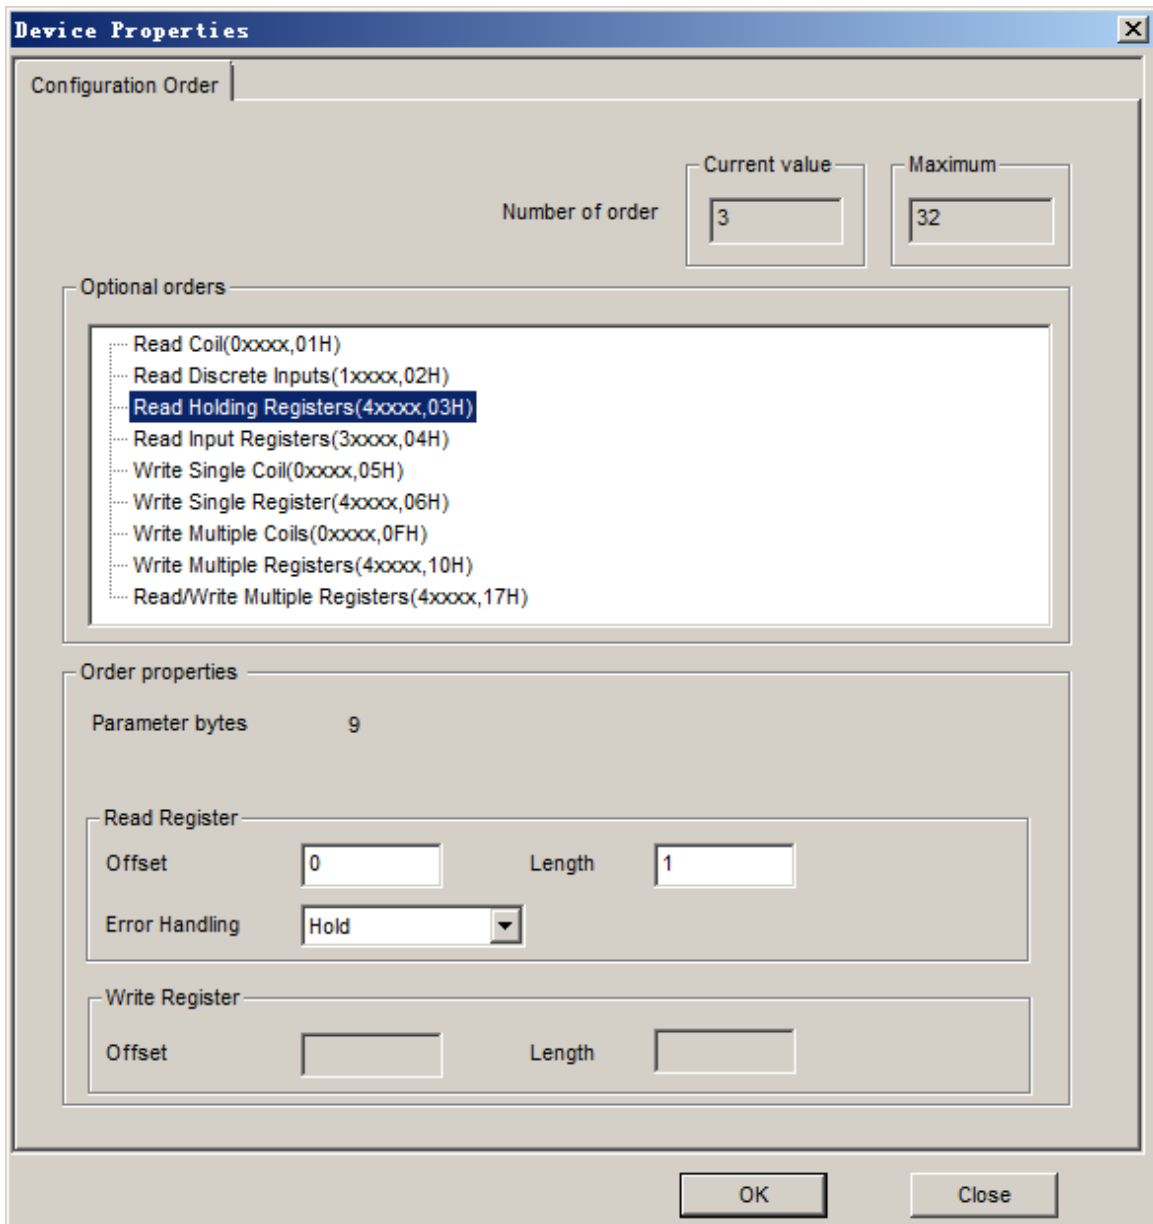 Device Properties
Configuration Order
Current value
Maximum
Number of order
3
32
Optional orders
Read Coil(0xxxx,01H)
Read Discrete Inputs(1xxxx,02H)
Read Holding Registers(4xxxx,03H)
Read Input Registers(3xxxx,04H)
Write Single Coil(0xxxx,05H)
Write Single Register(4xxxx,06H)
Write Multiple Coils(0xxxx,0FH)
Write Multiple Registers(4xxxx,10H)
Read/Write Multiple Registers(4xxxx,17H)
Order properties
Parameter bytes 9
Read Register
Offset 0 Length 1
Error Handling Hold
Write Register
Offset Length
OK Close